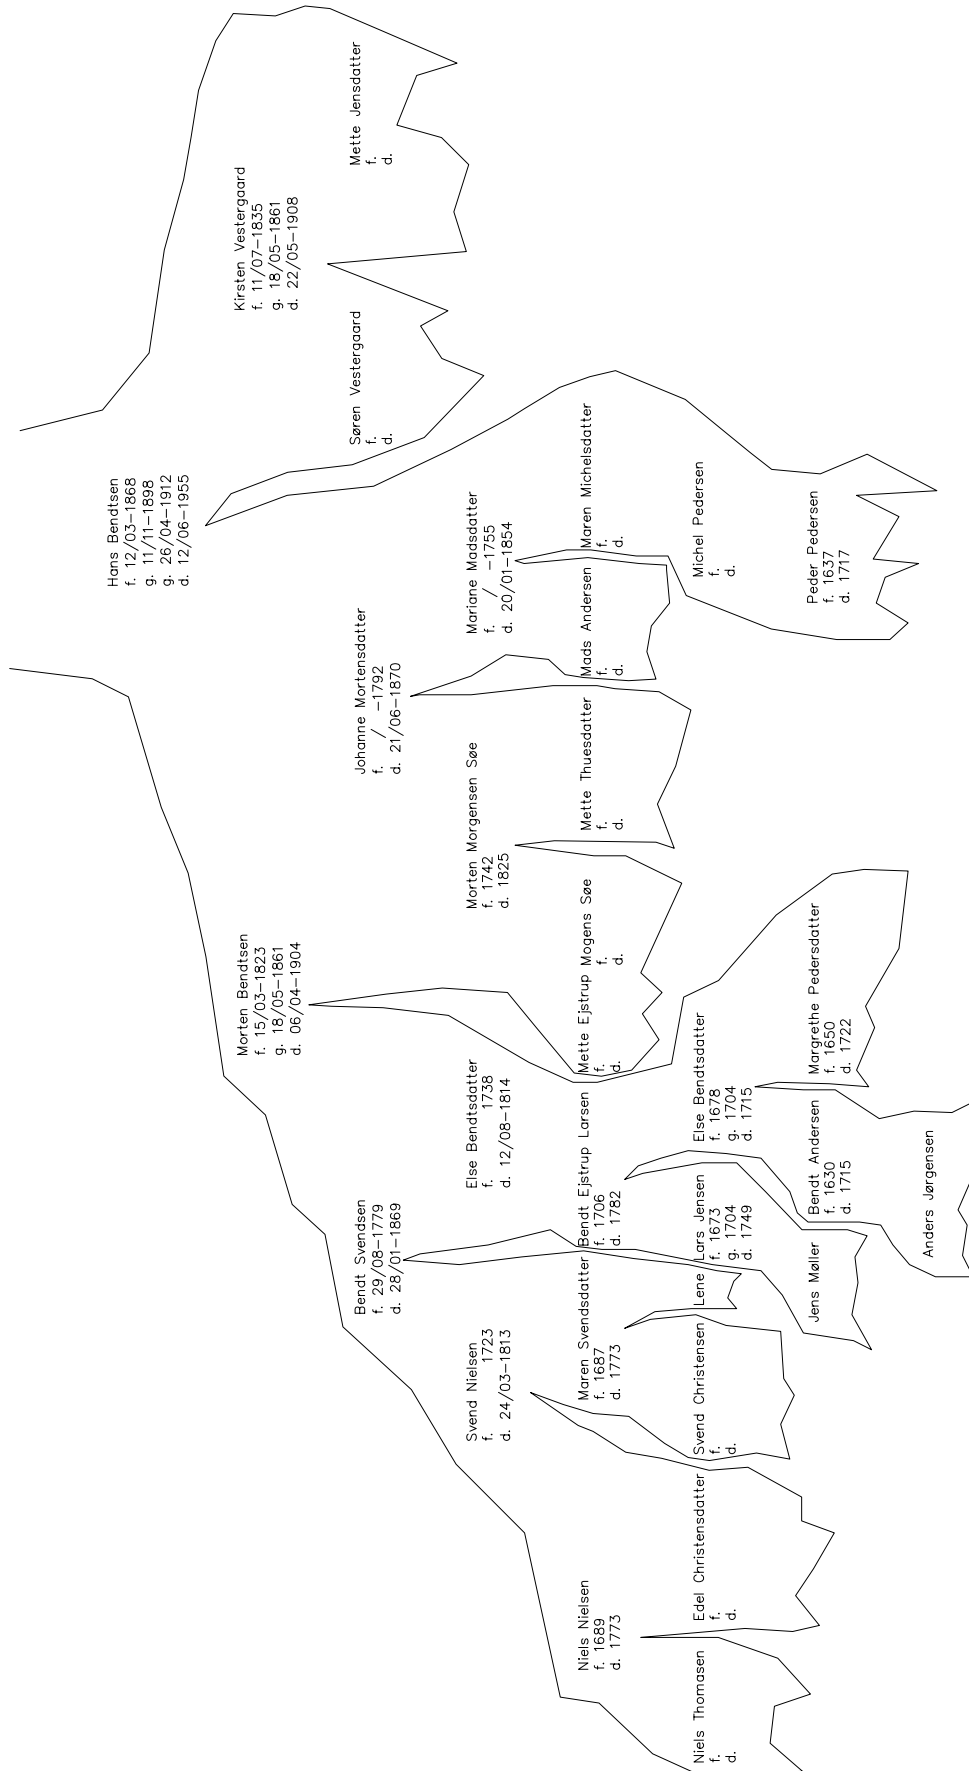 Hans Bendtsen
f. 12/03-1868
g. 11/11-1898
g. 26/04-1912
d. 12/06-1955
Morten Bendtsen
f. 15/03-1823
g. 18/05-1861
d. 06/04-1904
Kirsten Vestergaard
f. 11/07-1835
g. 18/05-1861
d. 22/05-1908
Bendt Svendsen
f. 29/08-1779
d. 28/01-1869
Johanne Mortensdatter
f. / -1792
d. 21/06-1870
Søren Vestergaard
f.
d.
Mette Jensdatter
f.
d.
Svend Nielsen
f. 1723
d. 24/03-1813
Else Bendtsdatter
f. 1738
d. 12/08-1814
Morten Morgensen Søe
f. 1742
d. 1825
Mariane Madsdatter
f. / -1755
d. 20/01-1854
Niels Nielsen
f. 1689
d. 1773
Maren Svendsdatter
f. 1687
d. 1773
Bendt Ejstrup Larsen
f. 1706
d. 1782
Mette Ejstrup
f.
d.
Mogens Søe
f.
d.
Mette Thuesdatter
f.
d.
Mads Andersen
f.
d.
Maren Michelsdatter
f.
d.
Niels Thomasen
f.
d.
Edel Christensdatter
f.
d.
Svend Christensen
f.
d.
Lene
Lars Jensen
f. 1673
g. 1704
d. 1749
Else Bendtsdatter
f. 1678
g. 1704
d. 1715
Michel Pedersen
f.
d.
Jens Møller
Bendt Andersen
f. 1630
d. 1715
Margrethe Pedersdatter
f. 1650
d. 1722
Peder Pedersen
f. 1637
d. 1717
Anders Jørgensen